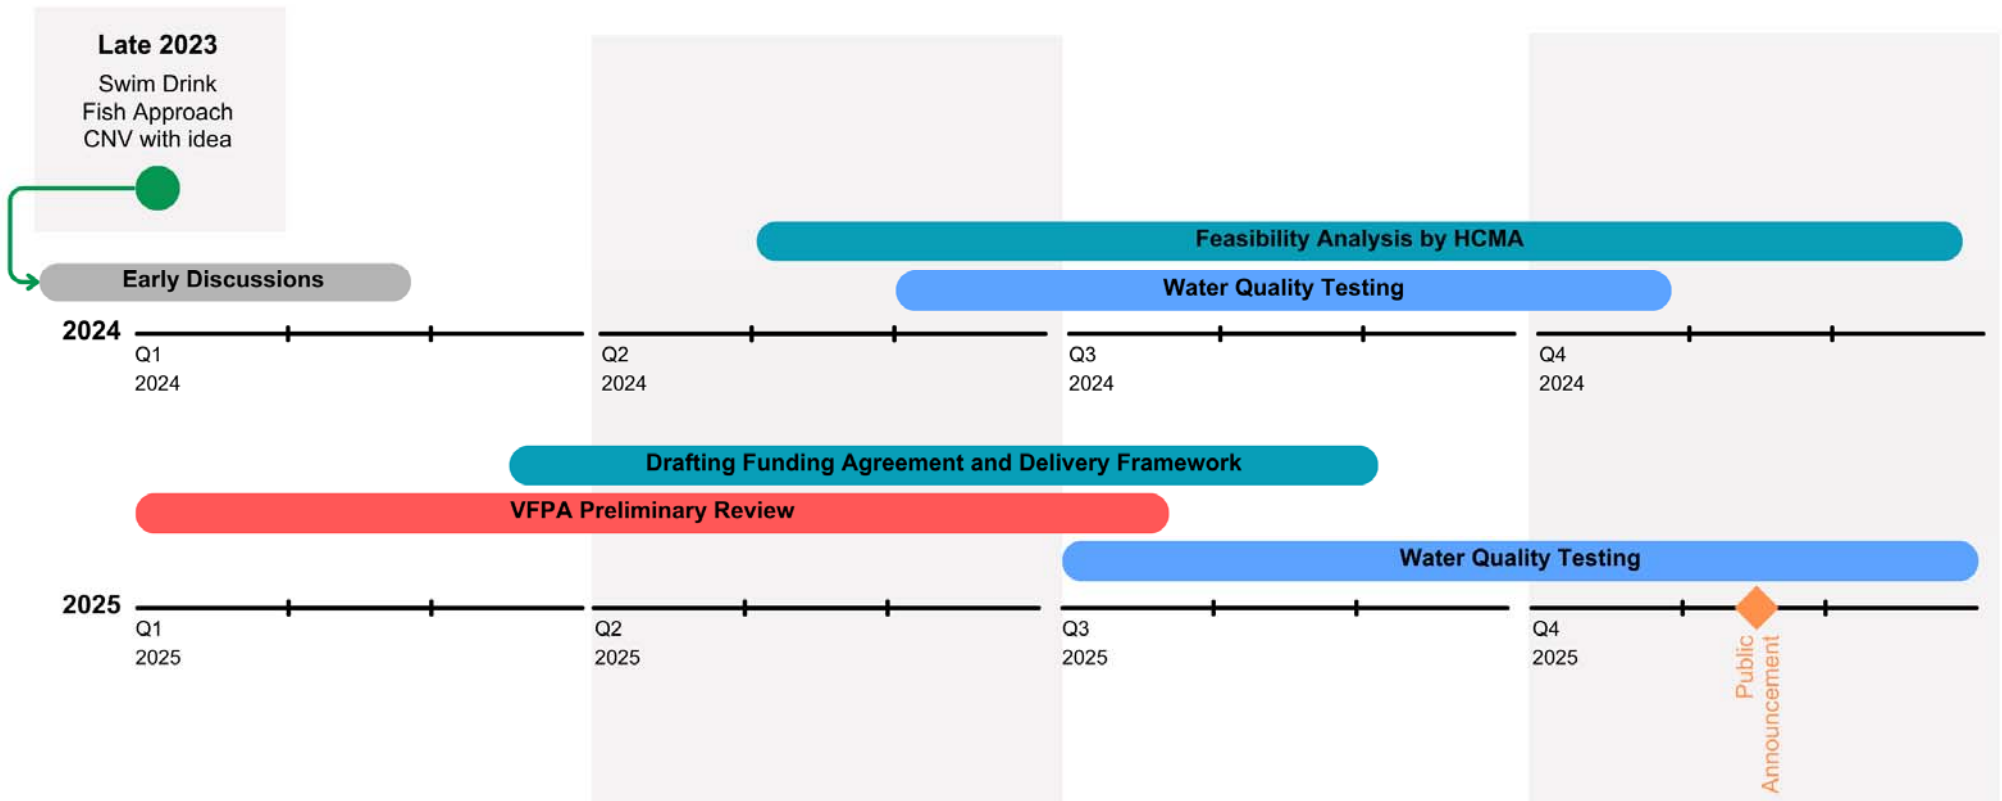 Late 2023
Swim Drink
Fish Approach
CNV with idea
Feasibility Analysis by HCMA
Early Discussions
Water Quality Testing
2024
Q1
2024
Q2
2024
Q3
2024
Q4
2024
Drafting Funding Agreement and Delivery Framework
VFPA Preliminary Review
Water Quality Testing
2025
Q1
2025
Q2
2025
Q3
2025
Q4
2025
Public
Announcement